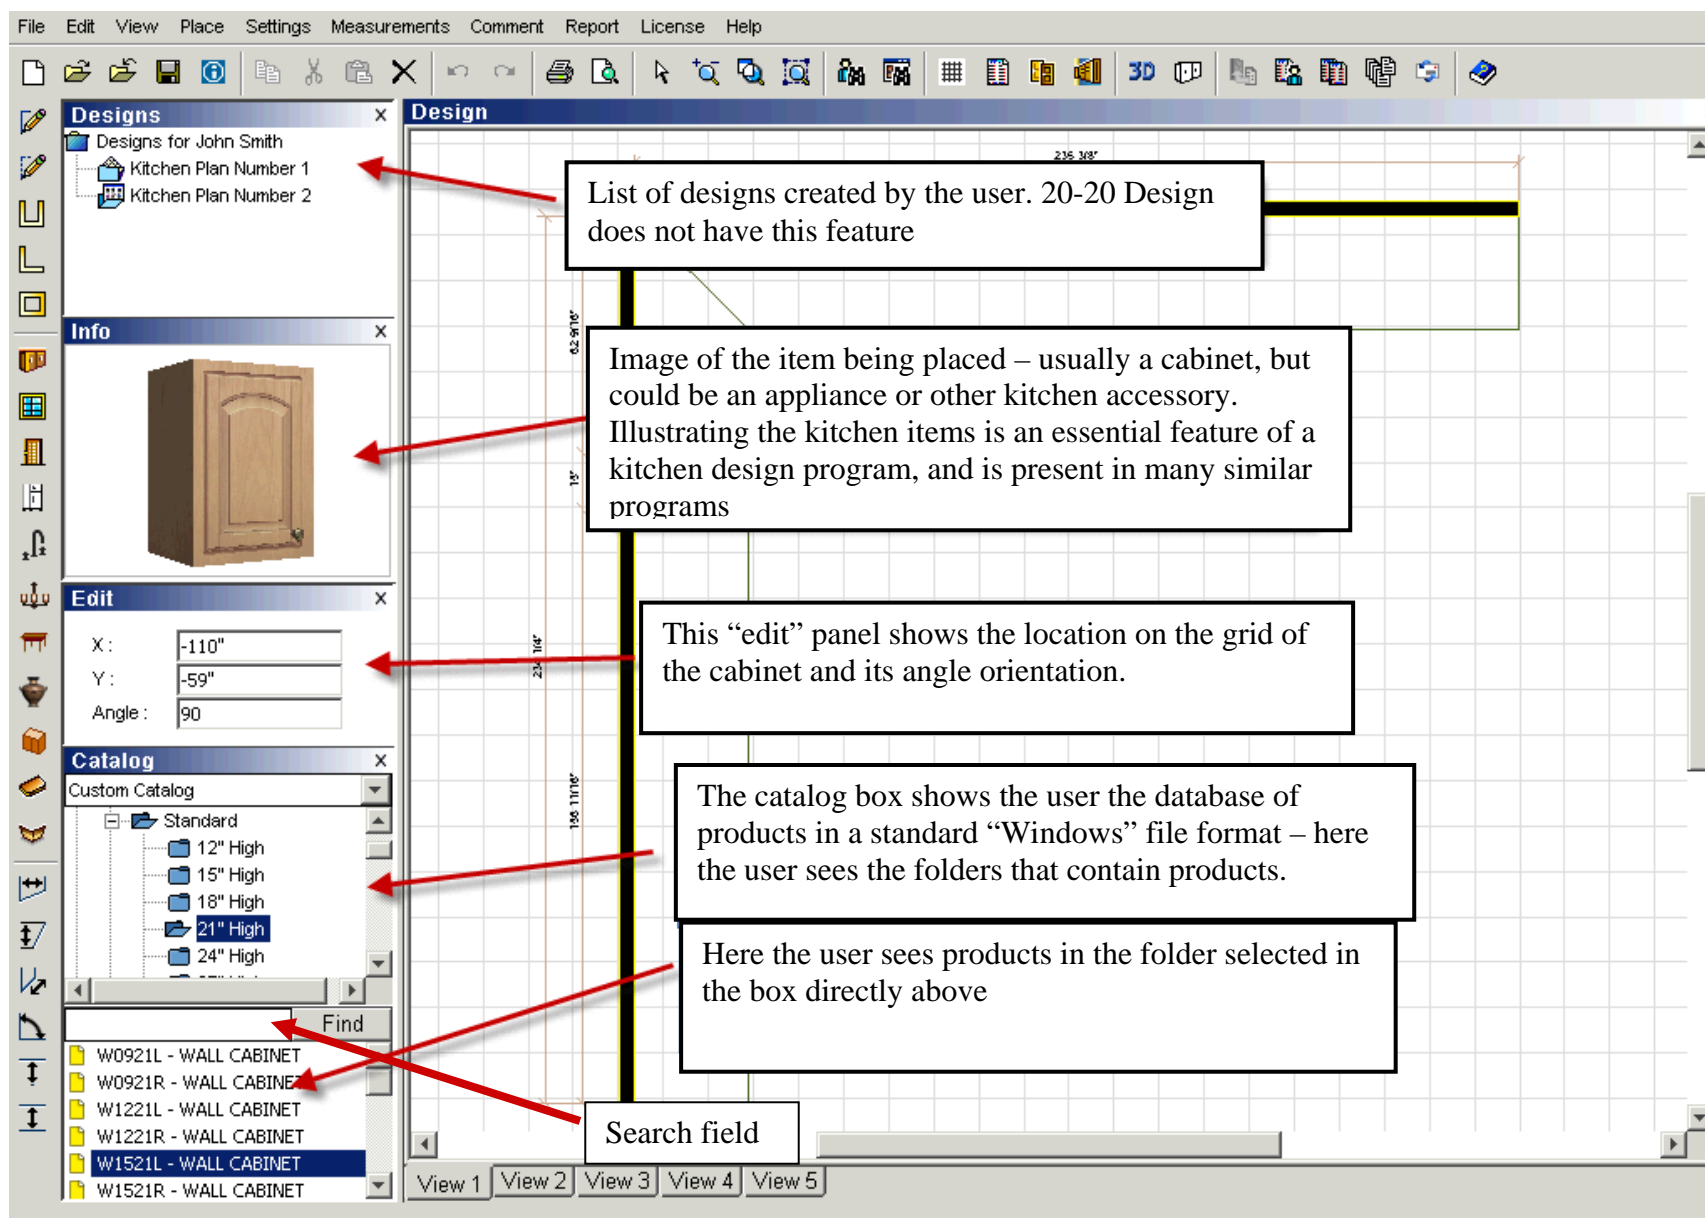 File Edit View Place Settings Measurements Comment Report License Help
3D
Designs x
Designs for John Smith
Kitchen Plan Number 1
Kitchen Plan Number 2
Info x
Edit x
X : -110"
Y : -59"
Angle : 90
Catalog x
Custom Catalog
Standard
12" High
15" High
18" High
21" High
24" High
Find
W0921L - WALL CABINET
W0921R - WALL CABINET
W1221L - WALL CABINET
W1221R - WALL CABINET
W1521L - WALL CABINET
W1521R - WALL CABINET
Design
236 3/8"
List of designs created by the user. 20-20 Design
does not have this feature
62 9/16"
Image of the item being placed – usually a cabinet, but
could be an appliance or other kitchen accessory.
Illustrating the kitchen items is an essential feature of a
kitchen design program, and is present in many similar
programs
This “edit” panel shows the location on the grid of
the cabinet and its angle orientation.
The catalog box shows the user the database of
products in a standard “Windows” file format – here
the user sees the folders that contain products.
Here the user sees products in the folder selected in
the box directly above
Search field
View 1 View 2 View 3 View 4 View 5